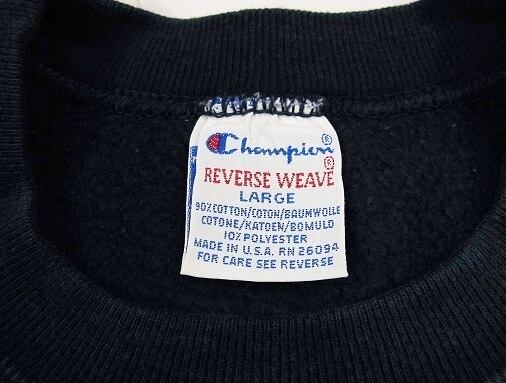 Champion®
REVERSE WEAVE®
LARGE
90% COTTON/COTON/BAUMWOLLE
COTONE/KATOEN/BOMULD
10% POLYESTER
MADE IN U.S.A. RN 26094
FOR CARE SEE REVERSE